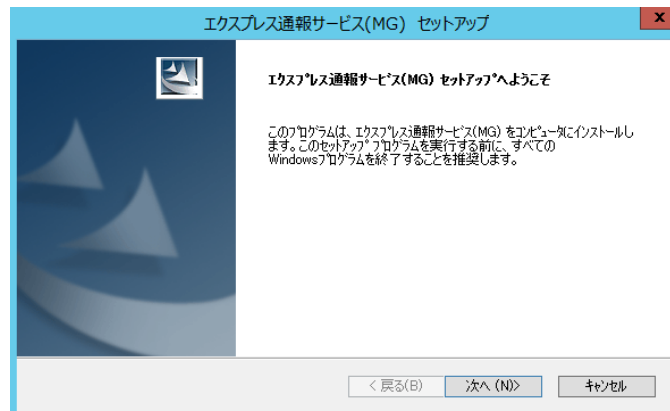 エクスプレス通報サービス(MG) セットアップ
x
ｴｸｽﾌﾟﾚｽ通報ｻｰﾋﾞｽ(MG) ｾｯﾄｱｯﾌﾟへようこそ
このﾌﾟﾛｸﾞﾗﾑは、ｴｸｽﾌﾟﾚｽ通報ｻｰﾋﾞｽ(MG) をｺﾝﾋﾟｭｰﾀにｲﾝｽﾄｰﾙし
ます。このｾｯﾄｱｯﾌﾟ ﾌﾟﾛｸﾞﾗﾑを実行する前に、すべての
Windowsﾌﾟﾛｸﾞﾗﾑを終了することを推奨します。
< 戻る(B)
次へ (N)>
ｷｬﾝｾﾙ